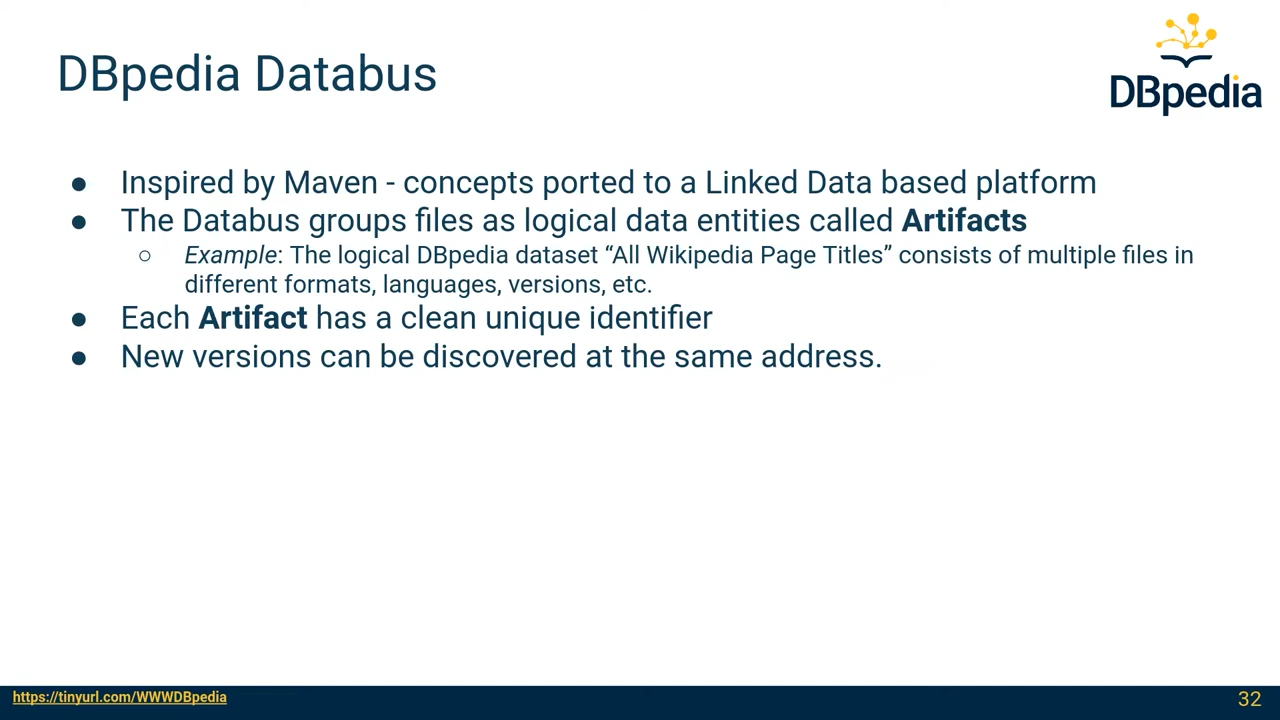 DBpedia Databus
DBpedia
● Inspired by Maven - concepts ported to a Linked Data based platform
● The Databus groups files as logical data entities called Artifacts
○ Example: The logical DBpedia dataset “All Wikipedia Page Titles” consists of multiple files in
different formats, languages, versions, etc.
● Each Artifact has a clean unique identifier
● New versions can be discovered at the same address.
https://tinyurl.com/WWWDBpedia
32